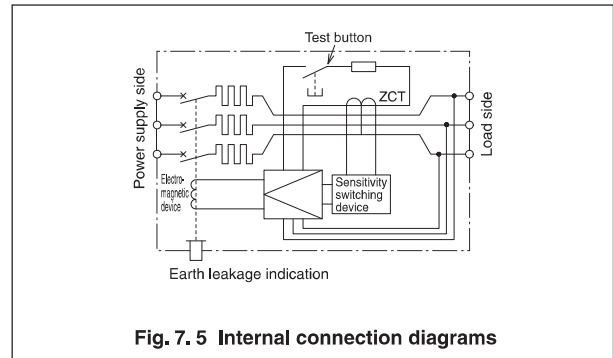 Test button
Power supply side
ZCT
Load side
Electro-
magnetic
device
Sensitivity
switching
device
Earth leakage indication
Fig. 7. 5 Internal connection diagrams